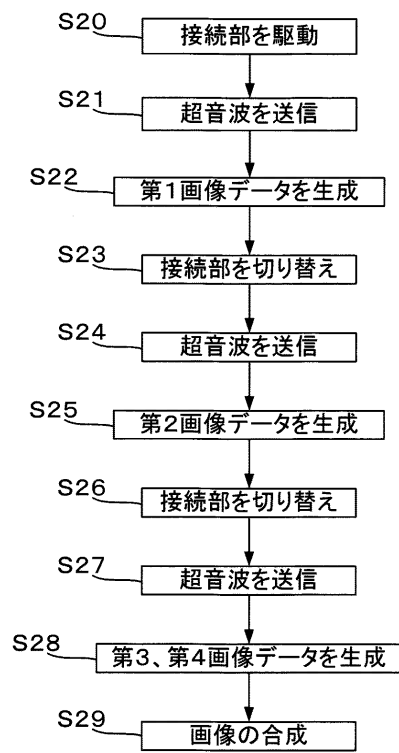 S20
接続部を駆動
S21
超音波を送信
S22
第1画像データを生成
S23
接続部を切り替え
S24
超音波を送信
S25
第2画像データを生成
S26
接続部を切り替え
S27
超音波を送信
S28
第3、第4画像データを生成
S29
画像の合成